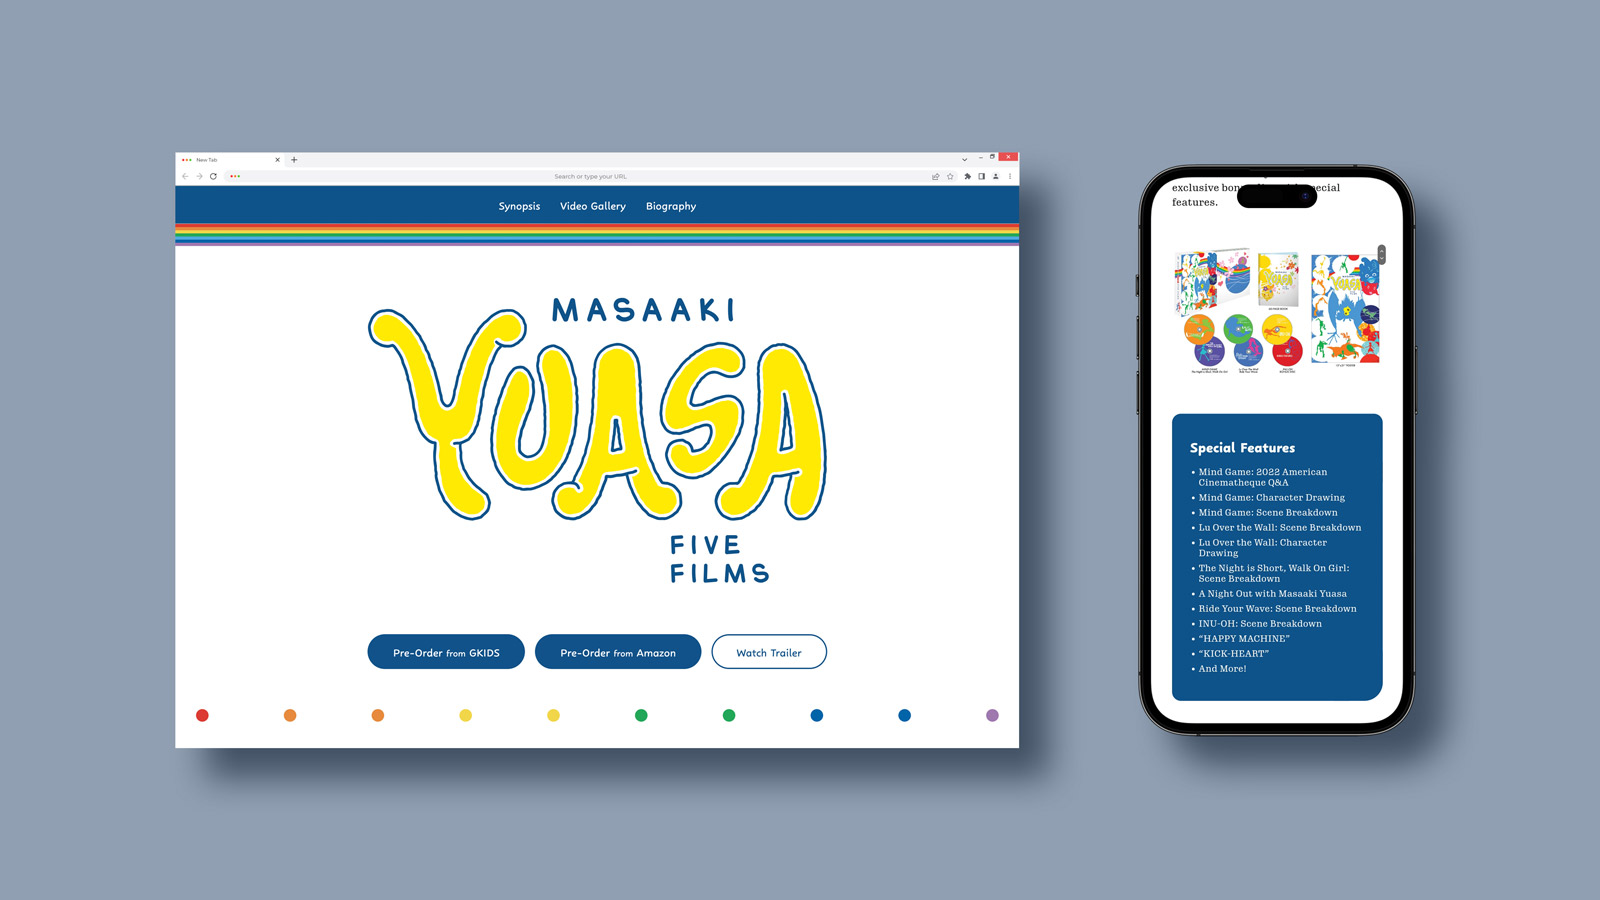 New Tab
Search or type your URL
Synopsis Video Gallery Biography
MASAAKI
YUASA
FIVE
FILMS
Pre-Order from GKIDS
Pre-Order from Amazon
Watch Trailer
exclusive
features.
YUASA
YUASA
Special Features
• Mind Game: 2022 American
Cinematheque Q&A
• Mind Game: Character Drawing
• Mind Game: Scene Breakdown
• Lu Over the Wall: Scene Breakdown
• Lu Over the Wall: Character
Drawing
• The Night is Short, Walk On Girl:
Scene Breakdown
• A Night Out with Masaaki Yuasa
• Ride Your Wave: Scene Breakdown
• INU-OH: Scene Breakdown
• “HAPPY MACHINE”
• “KICK-HEART”
• And More!